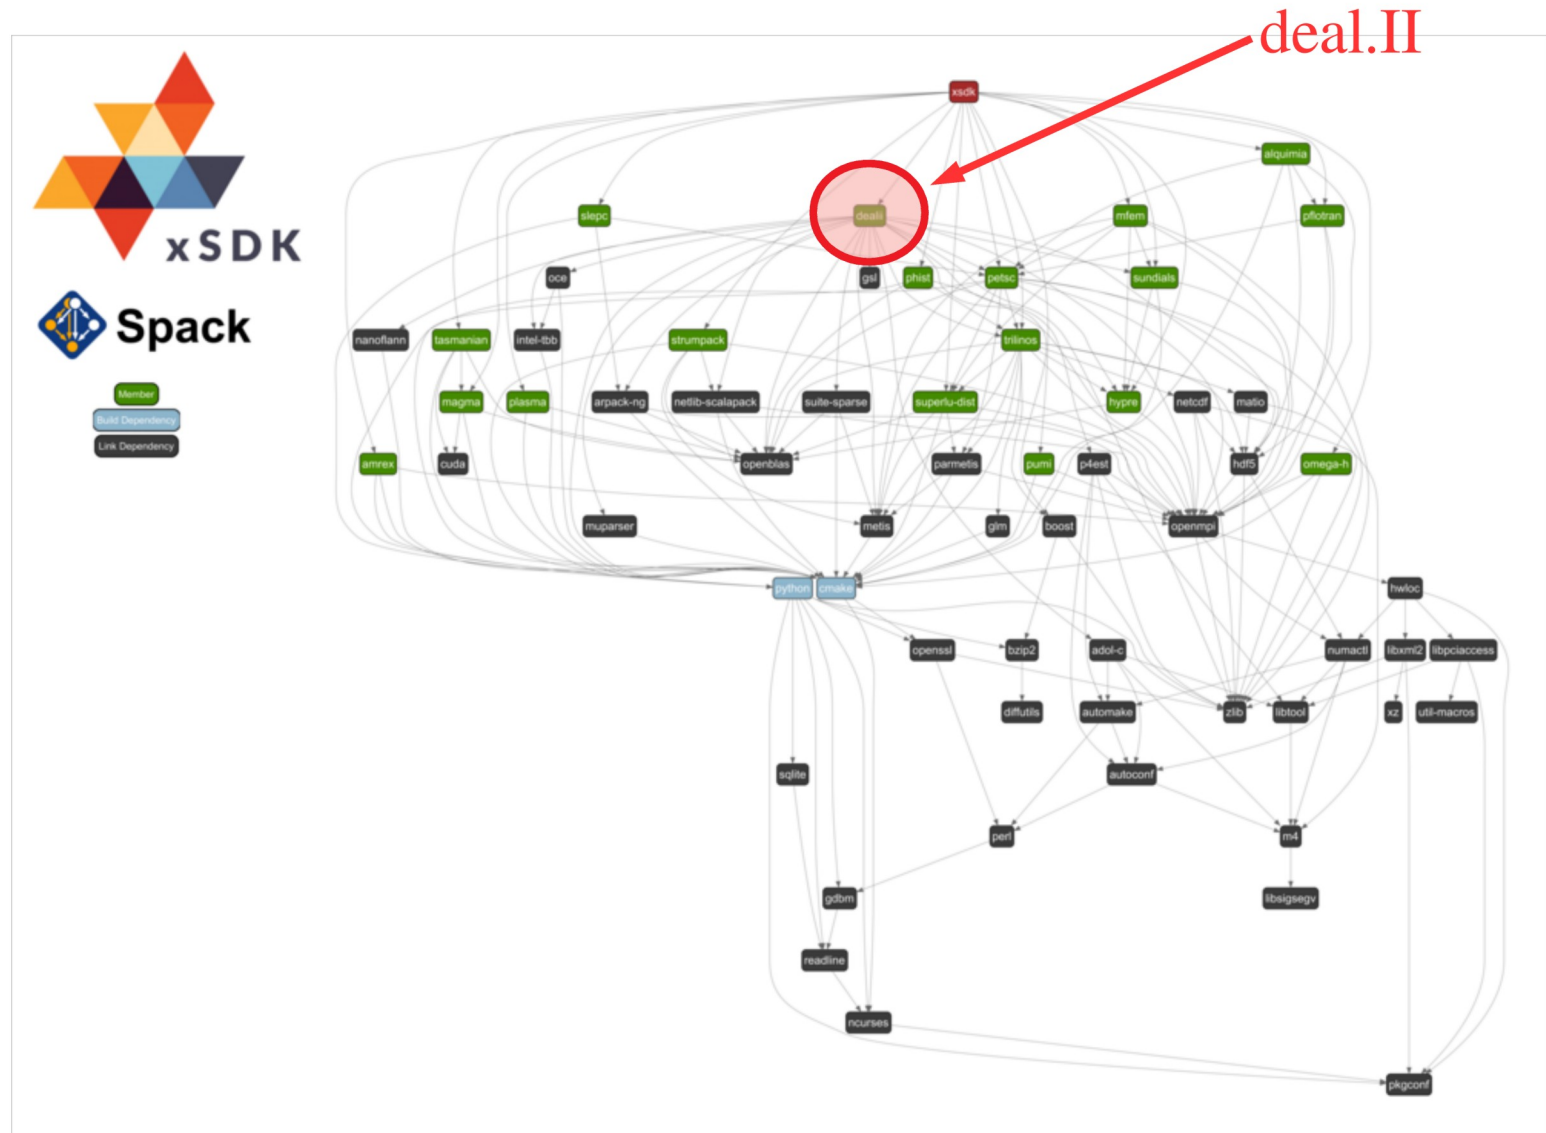 deal.II
xsdk
alquimia
slepc
dealii
mfem
pflotran
xSDK
oce
gsl
phist
petsc
sundials
Spack
nanoflann
tasmanian
intel-tbb
strumpack
trilinos
Member
magma
plasma
arpack-ng
netlib-scalapack
suite-sparse
superlu-dist
hypre
netcdf
matio
Build Dependency
Link Dependency
amrex
cuda
openblas
parmetis
pumi
p4est
hdf5
omega-h
muparser
metis
glm
boost
openmpi
python
cmake
hwloc
openssl
bzip2
adol-c
numactl
libxml2
libpciaccess
diffutils
automake
zlib
libtool
xz
util-macros
sqlite
autoconf
perl
m4
gdbm
libsigsegv
readline
ncurses
pkgconf